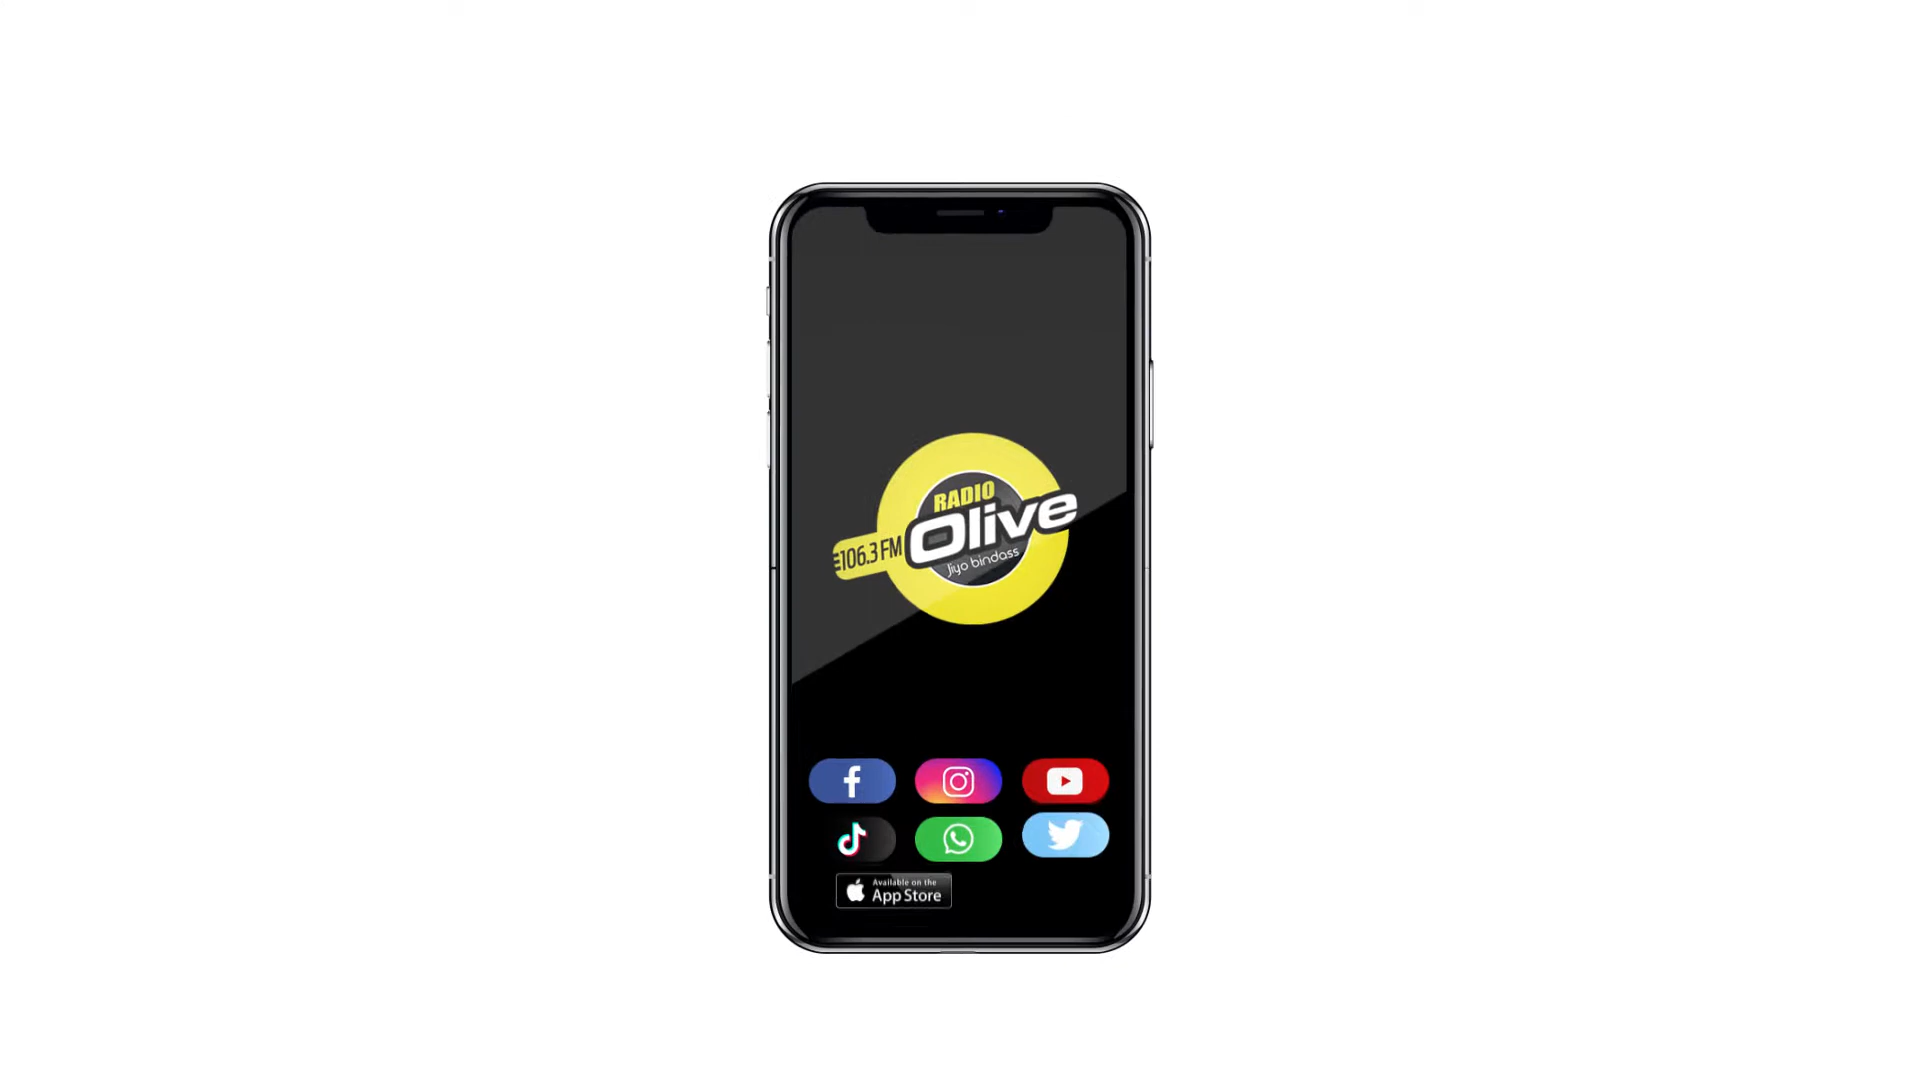 RADIO
Olive
106.3 FM
Jiyo bindass
Available on the
App Store